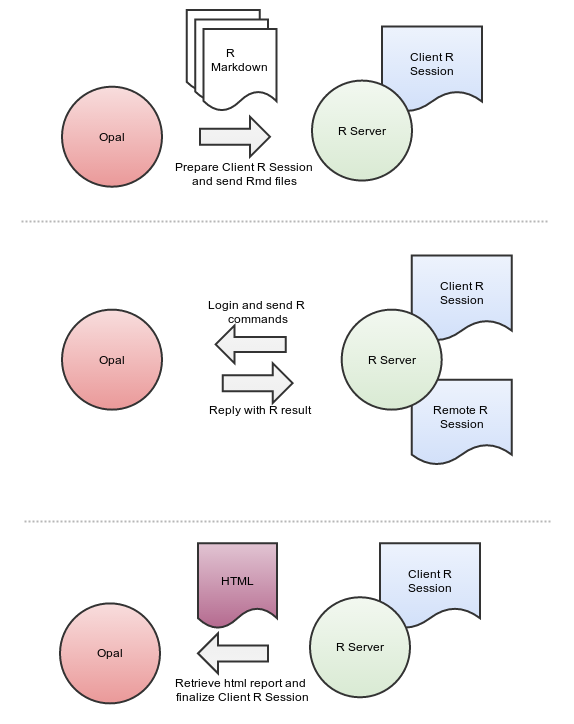 R
Markdown
Client R
Session
Opal
R Server
Prepare Client R Session
and send Rmd files
Client R
Session
Login and send R
commands
Opal
R Server
Reply with R result
Remote R
Session
HTML
Client R
Session
Opal
R Server
Retrieve html report and
finalize Client R Session